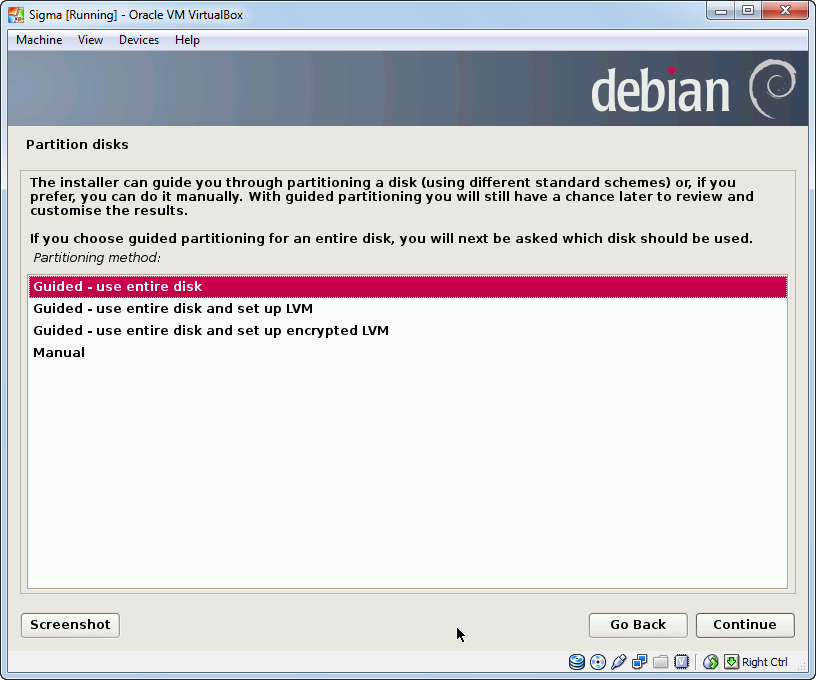 Sigma [Running] - Oracle VM VirtualBox
Machine View Devices Help
debian
Partition disks
The installer can guide you through partitioning a disk (using different standard schemes) or, if you
prefer, you can do it manually. With guided partitioning you will still have a chance later to review and
customise the results.
If you choose guided partitioning for an entire disk, you will next be asked which disk should be used.
Partitioning method:
Guided - use entire disk
Guided - use entire disk and set up LVM
Guided - use entire disk and set up encrypted LVM
Manual
Screenshot Go Back Continue
Right Ctrl